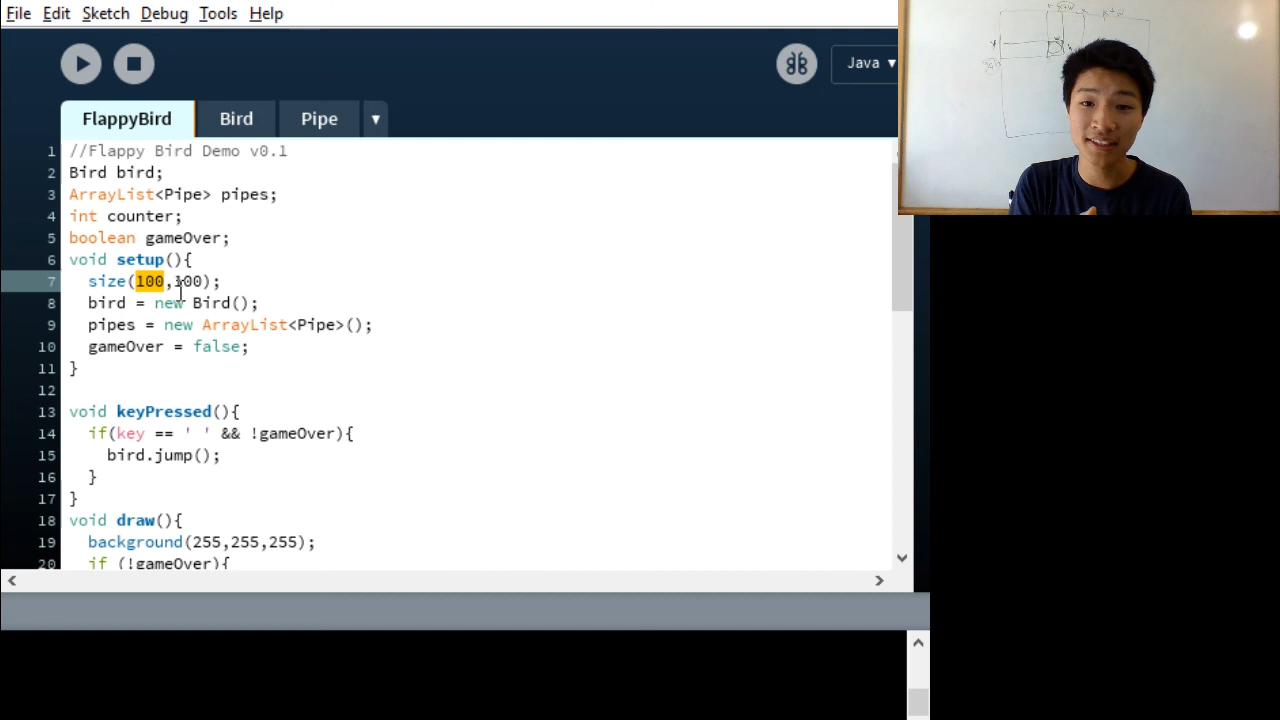 File Edit Sketch Debug Tools Help
Java ▾
FlappyBird Bird Pipe ▾
1 //Flappy Bird Demo v0.1
2 Bird bird;
3 ArrayList<Pipe> pipes;
4 int counter;
5 boolean gameOver;
6 void setup(){
7 size(100,100);
8 bird = new Bird();
9 pipes = new ArrayList<Pipe>();
10 gameOver = false;
11 }
12
13 void keyPressed(){
14 if(key == ' ' && !gameOver){
15 bird.jump();
16 }
17 }
18 void draw(){
19 background(255,255,255);
20 if (!gameOver){